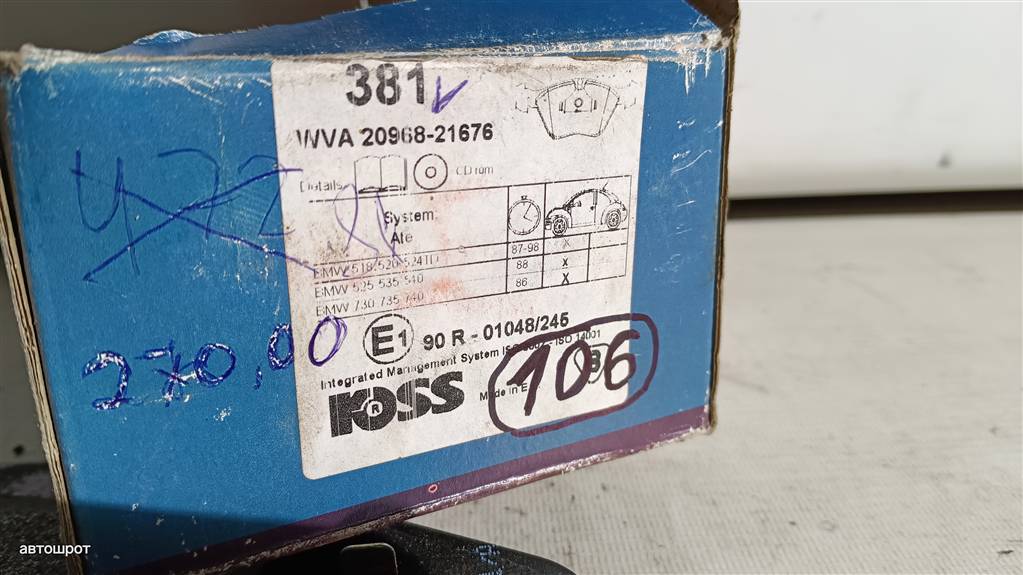 381
WVA 20968-21676
Details
CD rom
System
Ate
BMW 518-520-524TD 87-98 X
BMW 525-535-540 88 X
BMW 730-735-740 86 X
270,00
E1 90 R - 01048/245
Integrated Management System ISO 14001
Made in
ROSS
106
автошрот